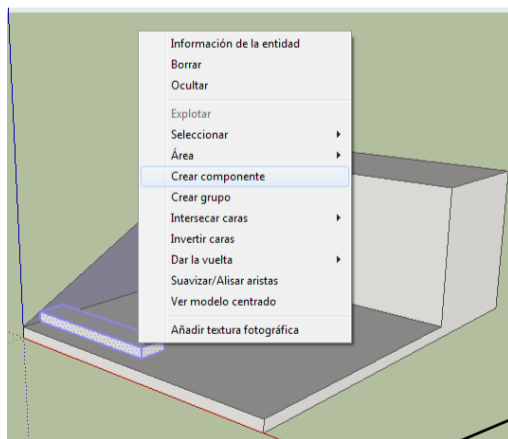 Información de la entidad
Borrar
Ocultar
Explotar
Seleccionar
Área
Crear componente
Crear grupo
Intersecar caras
Invertir caras
Dar la vuelta
Suavizar/Alisar aristas
Ver modelo centrado
Añadir textura fotográfica